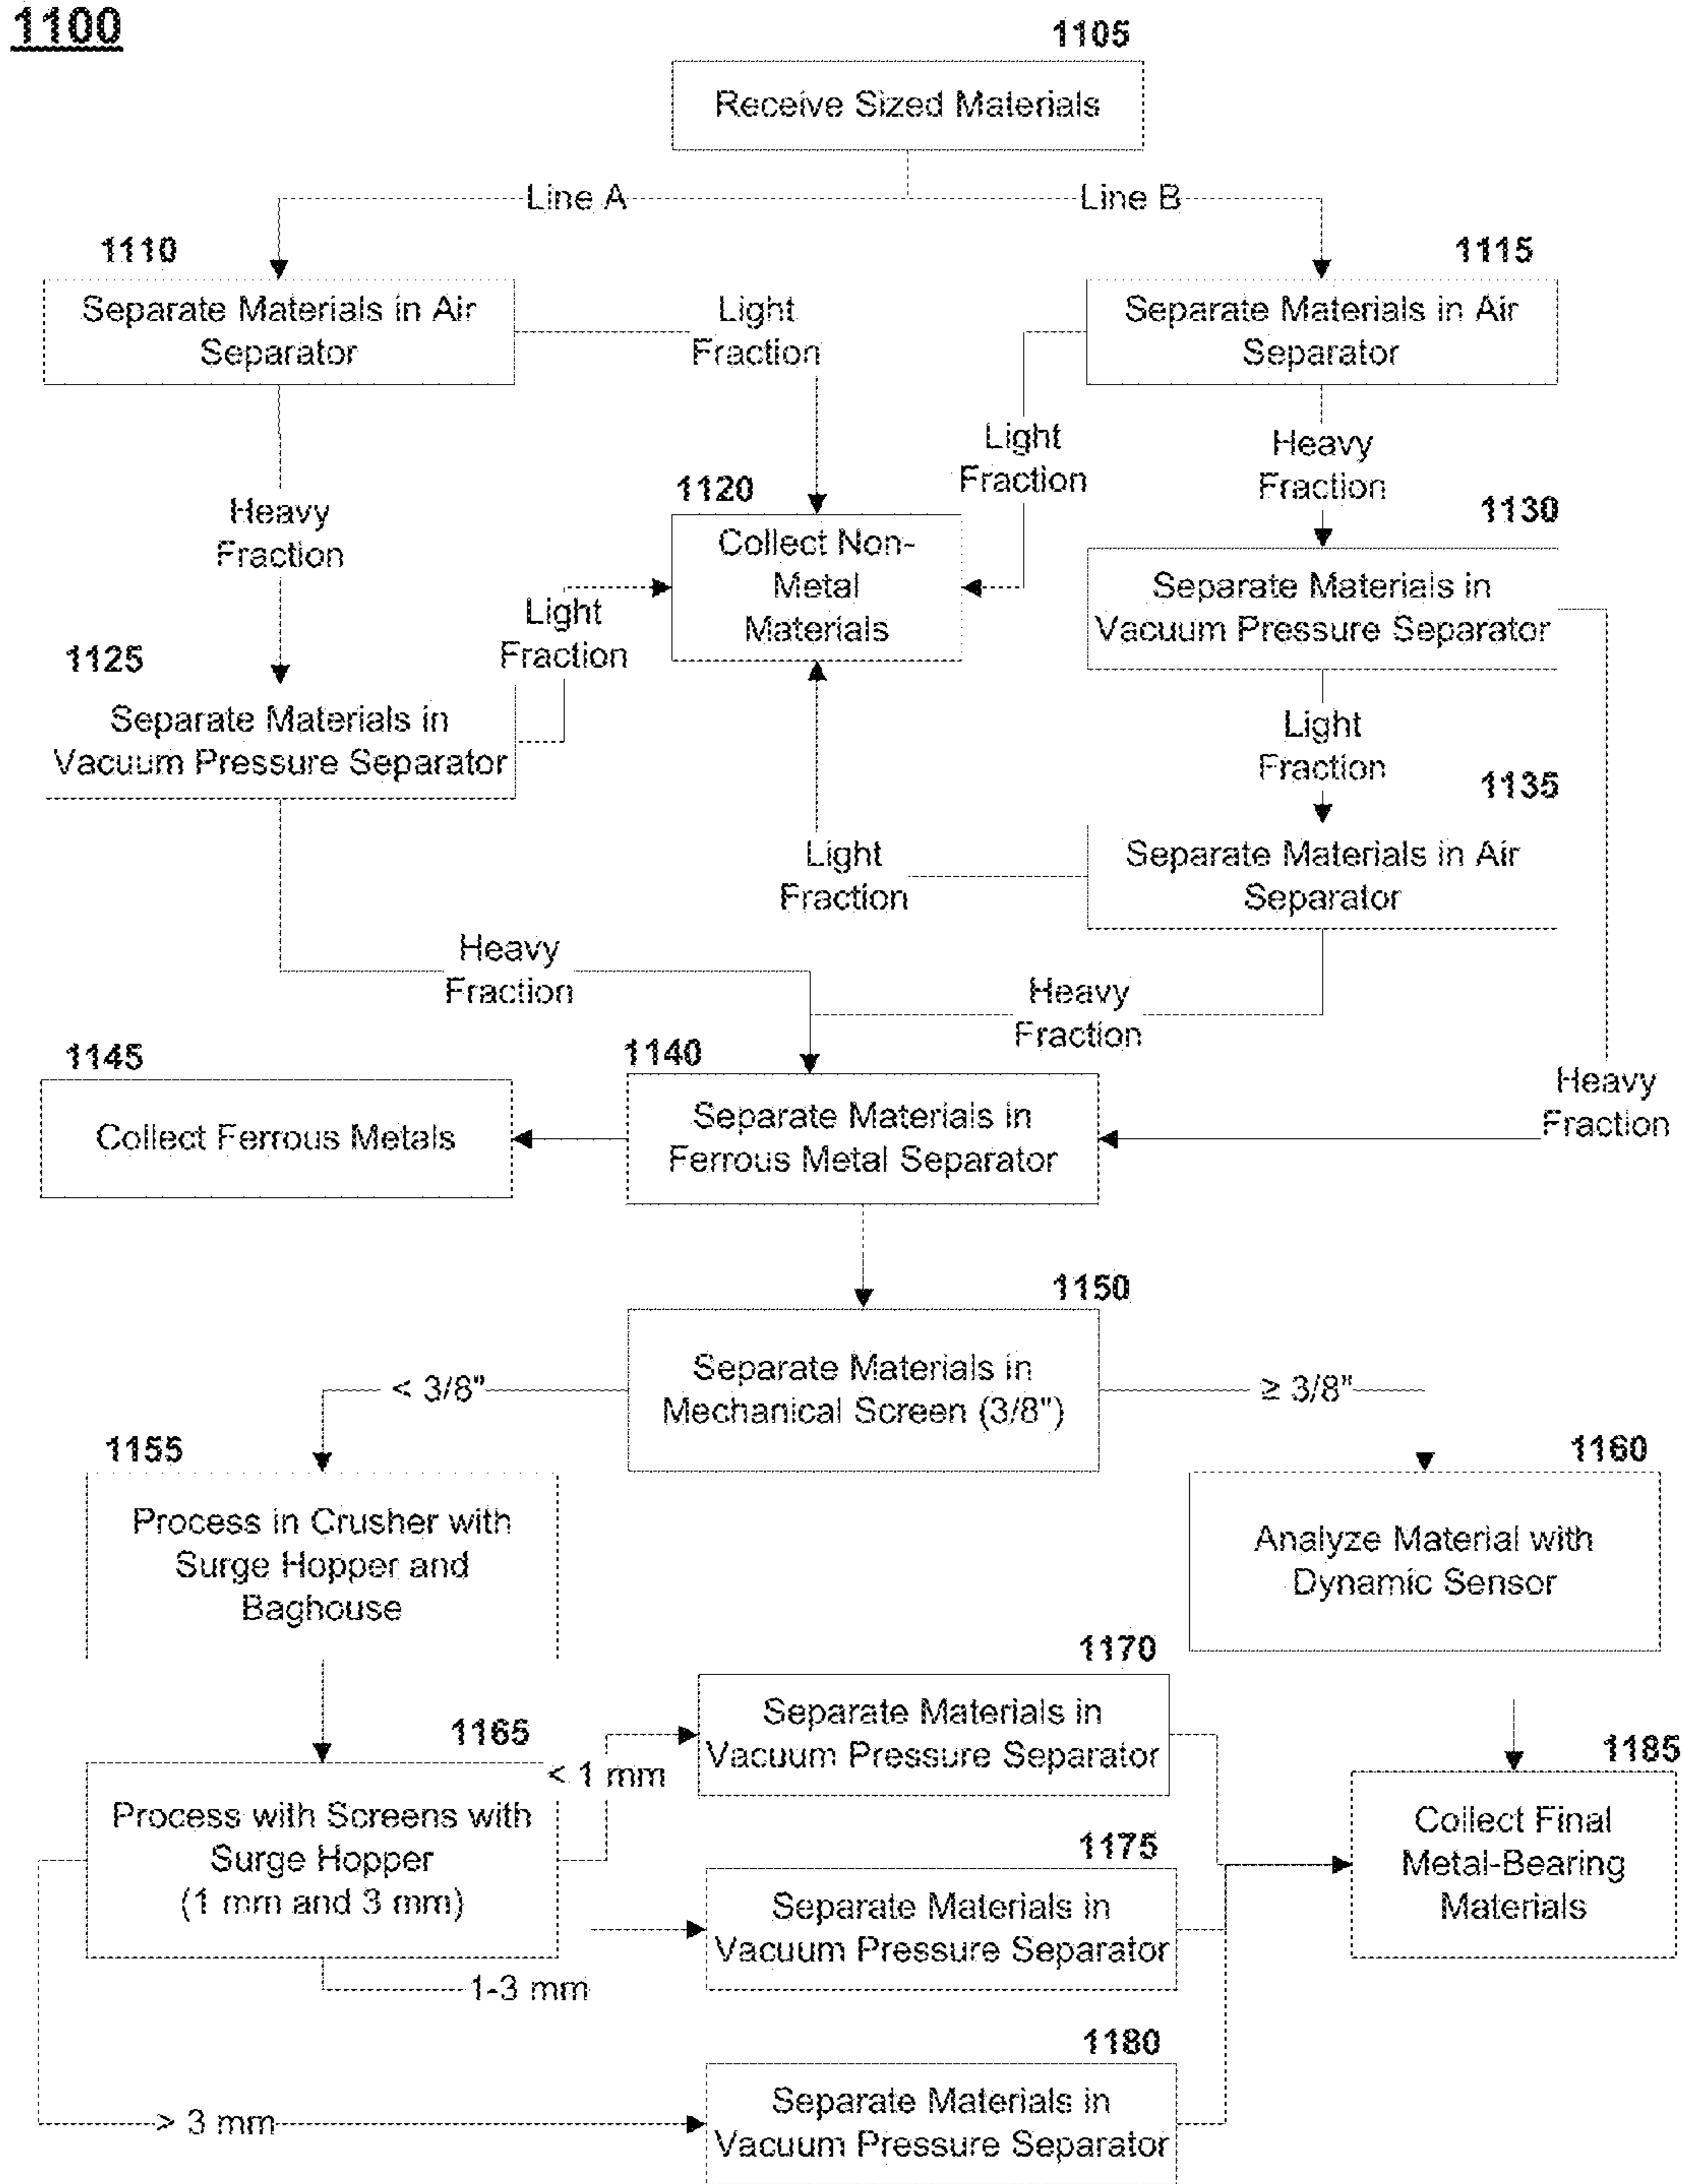 1100
1105
Receive Sized Materials
Line A
Line B
1110
Separate Materials in Air
Separator
Light
Fraction
1115
Separate Materials in Air
Separator
Light
Fraction
Heavy
Fraction
Heavy
Fraction
1120
Collect Non-
Metal
Materials
1130
Separate Materials in
Vacuum Pressure Separator
Light
Fraction
1125
Separate Materials in
Vacuum Pressure Separator
Light
Fraction
1135
Separate Materials in Air
Separator
Light
Fraction
Heavy
Fraction
Heavy
Fraction
Heavy
Fraction
1145
Collect Ferrous Metals
1140
Separate Materials in
Ferrous Metal Separator
1150
Separate Materials in
Mechanical Screen (3/8")
< 3/8"
≥ 3/8"
1155
Process in Crusher with
Surge Hopper and
Baghouse
1160
Analyze Material with
Dynamic Sensor
1165
Process with Screens with
Surge Hopper
(1 mm and 3 mm)
< 1 mm
1170
Separate Materials in
Vacuum Pressure Separator
1175
Separate Materials in
Vacuum Pressure Separator
1-3 mm
1180
Separate Materials in
Vacuum Pressure Separator
> 3 mm
1185
Collect Final
Metal-Bearing
Materials